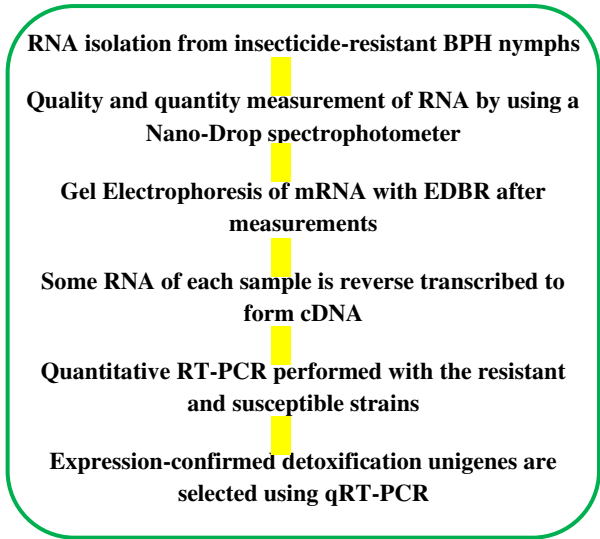 RNA isolation from insecticide-resistant BPH nymphs
Quality and quantity measurement of RNA by using a
Nano-Drop spectrophotometer
Gel Electrophoresis of mRNA with EDBR after
measurements
Some RNA of each sample is reverse transcribed to
form cDNA
Quantitative RT-PCR performed with the resistant
and susceptible strains
Expression-confirmed detoxification unigenes are
selected using qRT-PCR